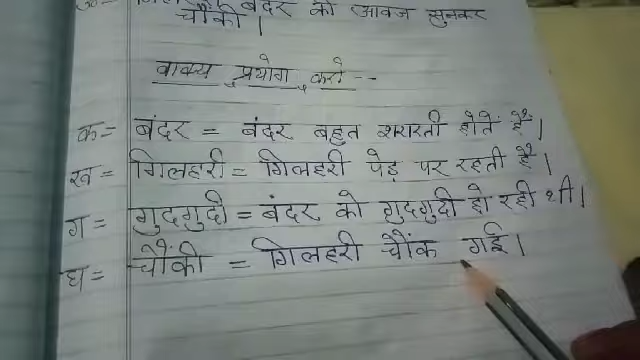 बंदर की आवाज सुनकर
चौंकी।
वाक्य प्रयोग करो --
क= बंदर = बंदर बहुत शरारती होते हैं।
ख= गिलहरी = गिलहरी पेड़ पर रहती है।
ग= गुदगुदी = बंदर को गुदगुदी हो रही थी।
घ= चौंकी = गिलहरी चौंक गई।